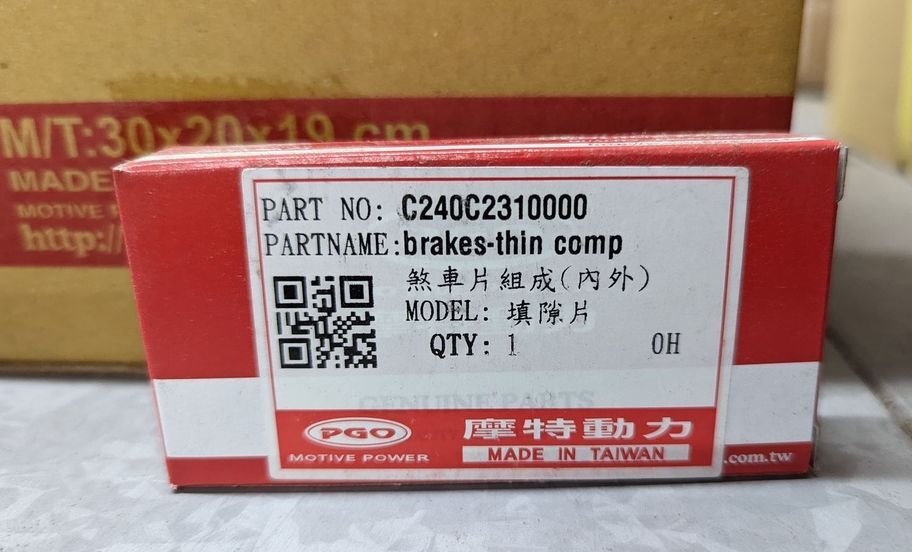 M/T:30x20x19 cm
MADE
MOTIVE
http://
PART NO: C240C2310000
PARTNAME:brakes-thin comp
煞車片組成(內外)
MODEL: 填隙片
QTY: 1 0H
GENUINE PARTS
PGO 摩特動力
MOTIVE POWER MADE IN TAIWAN
.com.tw